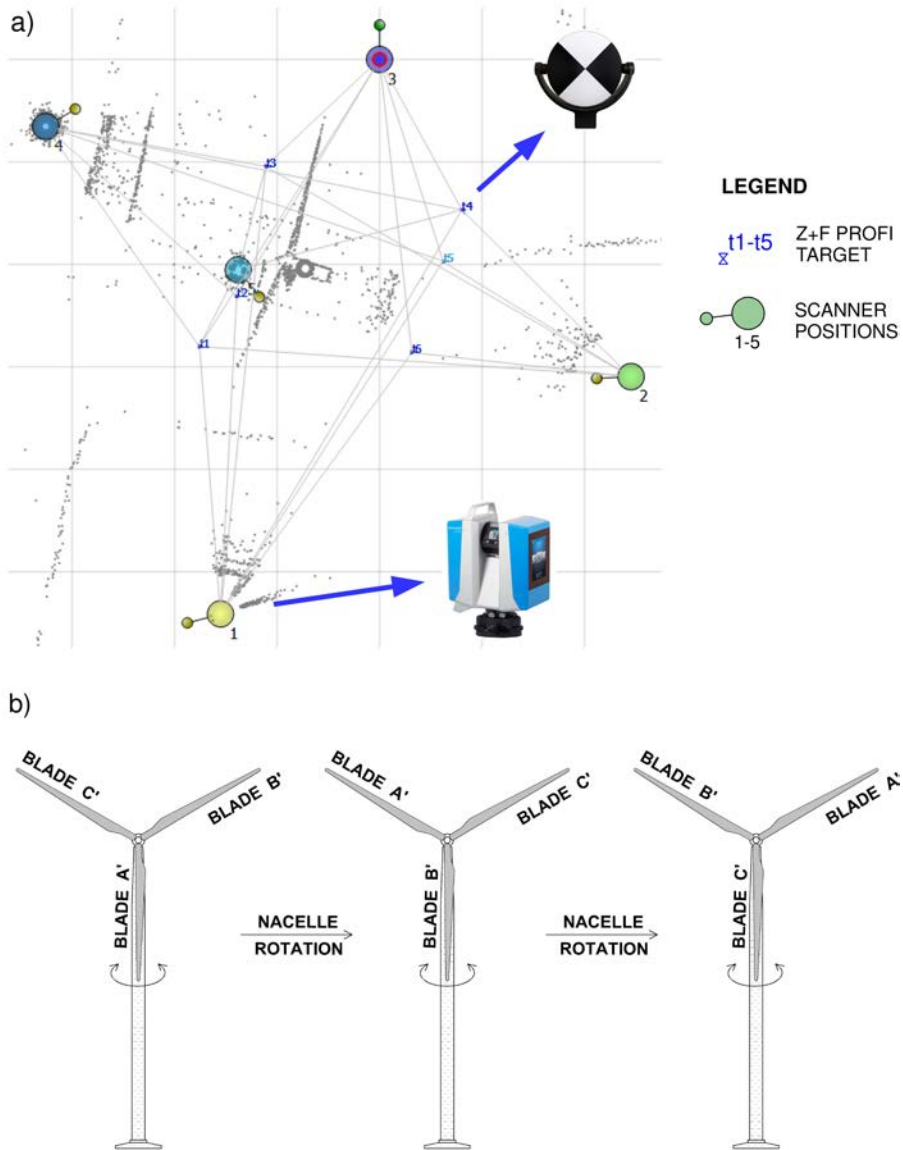 a)
3
4
t3
t4
t5
5
t2
t1
t6
2
1
LEGEND
t1-t5 Z+F PROFI
TARGET
SCANNER
POSITIONS
1-5
b)
BLADE C'
BLADE B'
BLADE A'
NACELLE
ROTATION
BLADE A'
BLADE C'
BLADE B'
NACELLE
ROTATION
BLADE B'
BLADE A'
BLADE C'